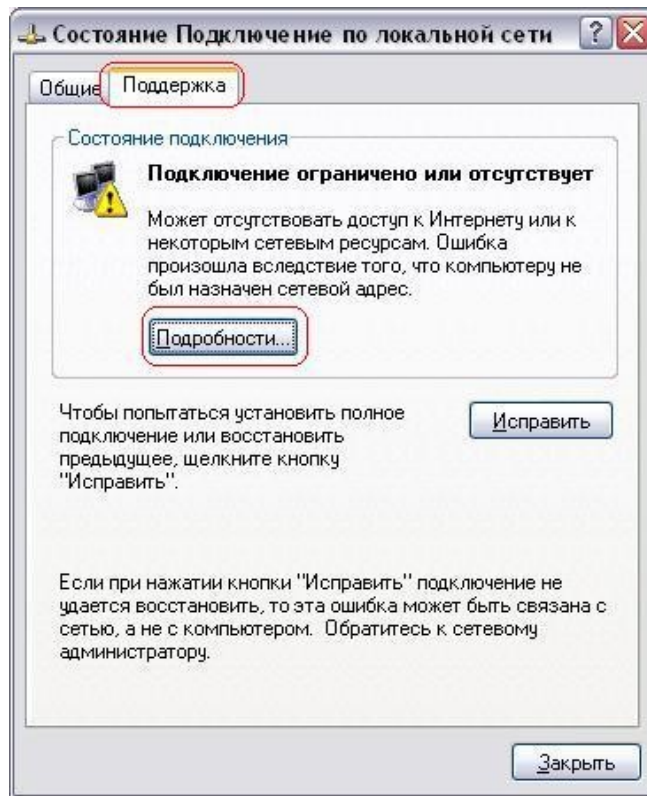 Состояние Подключение по локальной сети
Общие
Поддержка
Состояние подключения
Подключение ограничено или отсутствует
Может отсутствовать доступ к Интернету или к
некоторым сетевым ресурсам. Ошибка
произошла вследствие того, что компьютеру не
был назначен сетевой адрес.
Подробности...
Чтобы попытаться установить полное
подключение или восстановить
предыдущее, щелкните кнопку
"Исправить".
Исправить
Если при нажатии кнопки "Исправить" подключение не
удается восстановить, то эта ошибка может быть связана с
сетью, а не с компьютером. Обратитесь к сетевому
администратору.
Закрыть